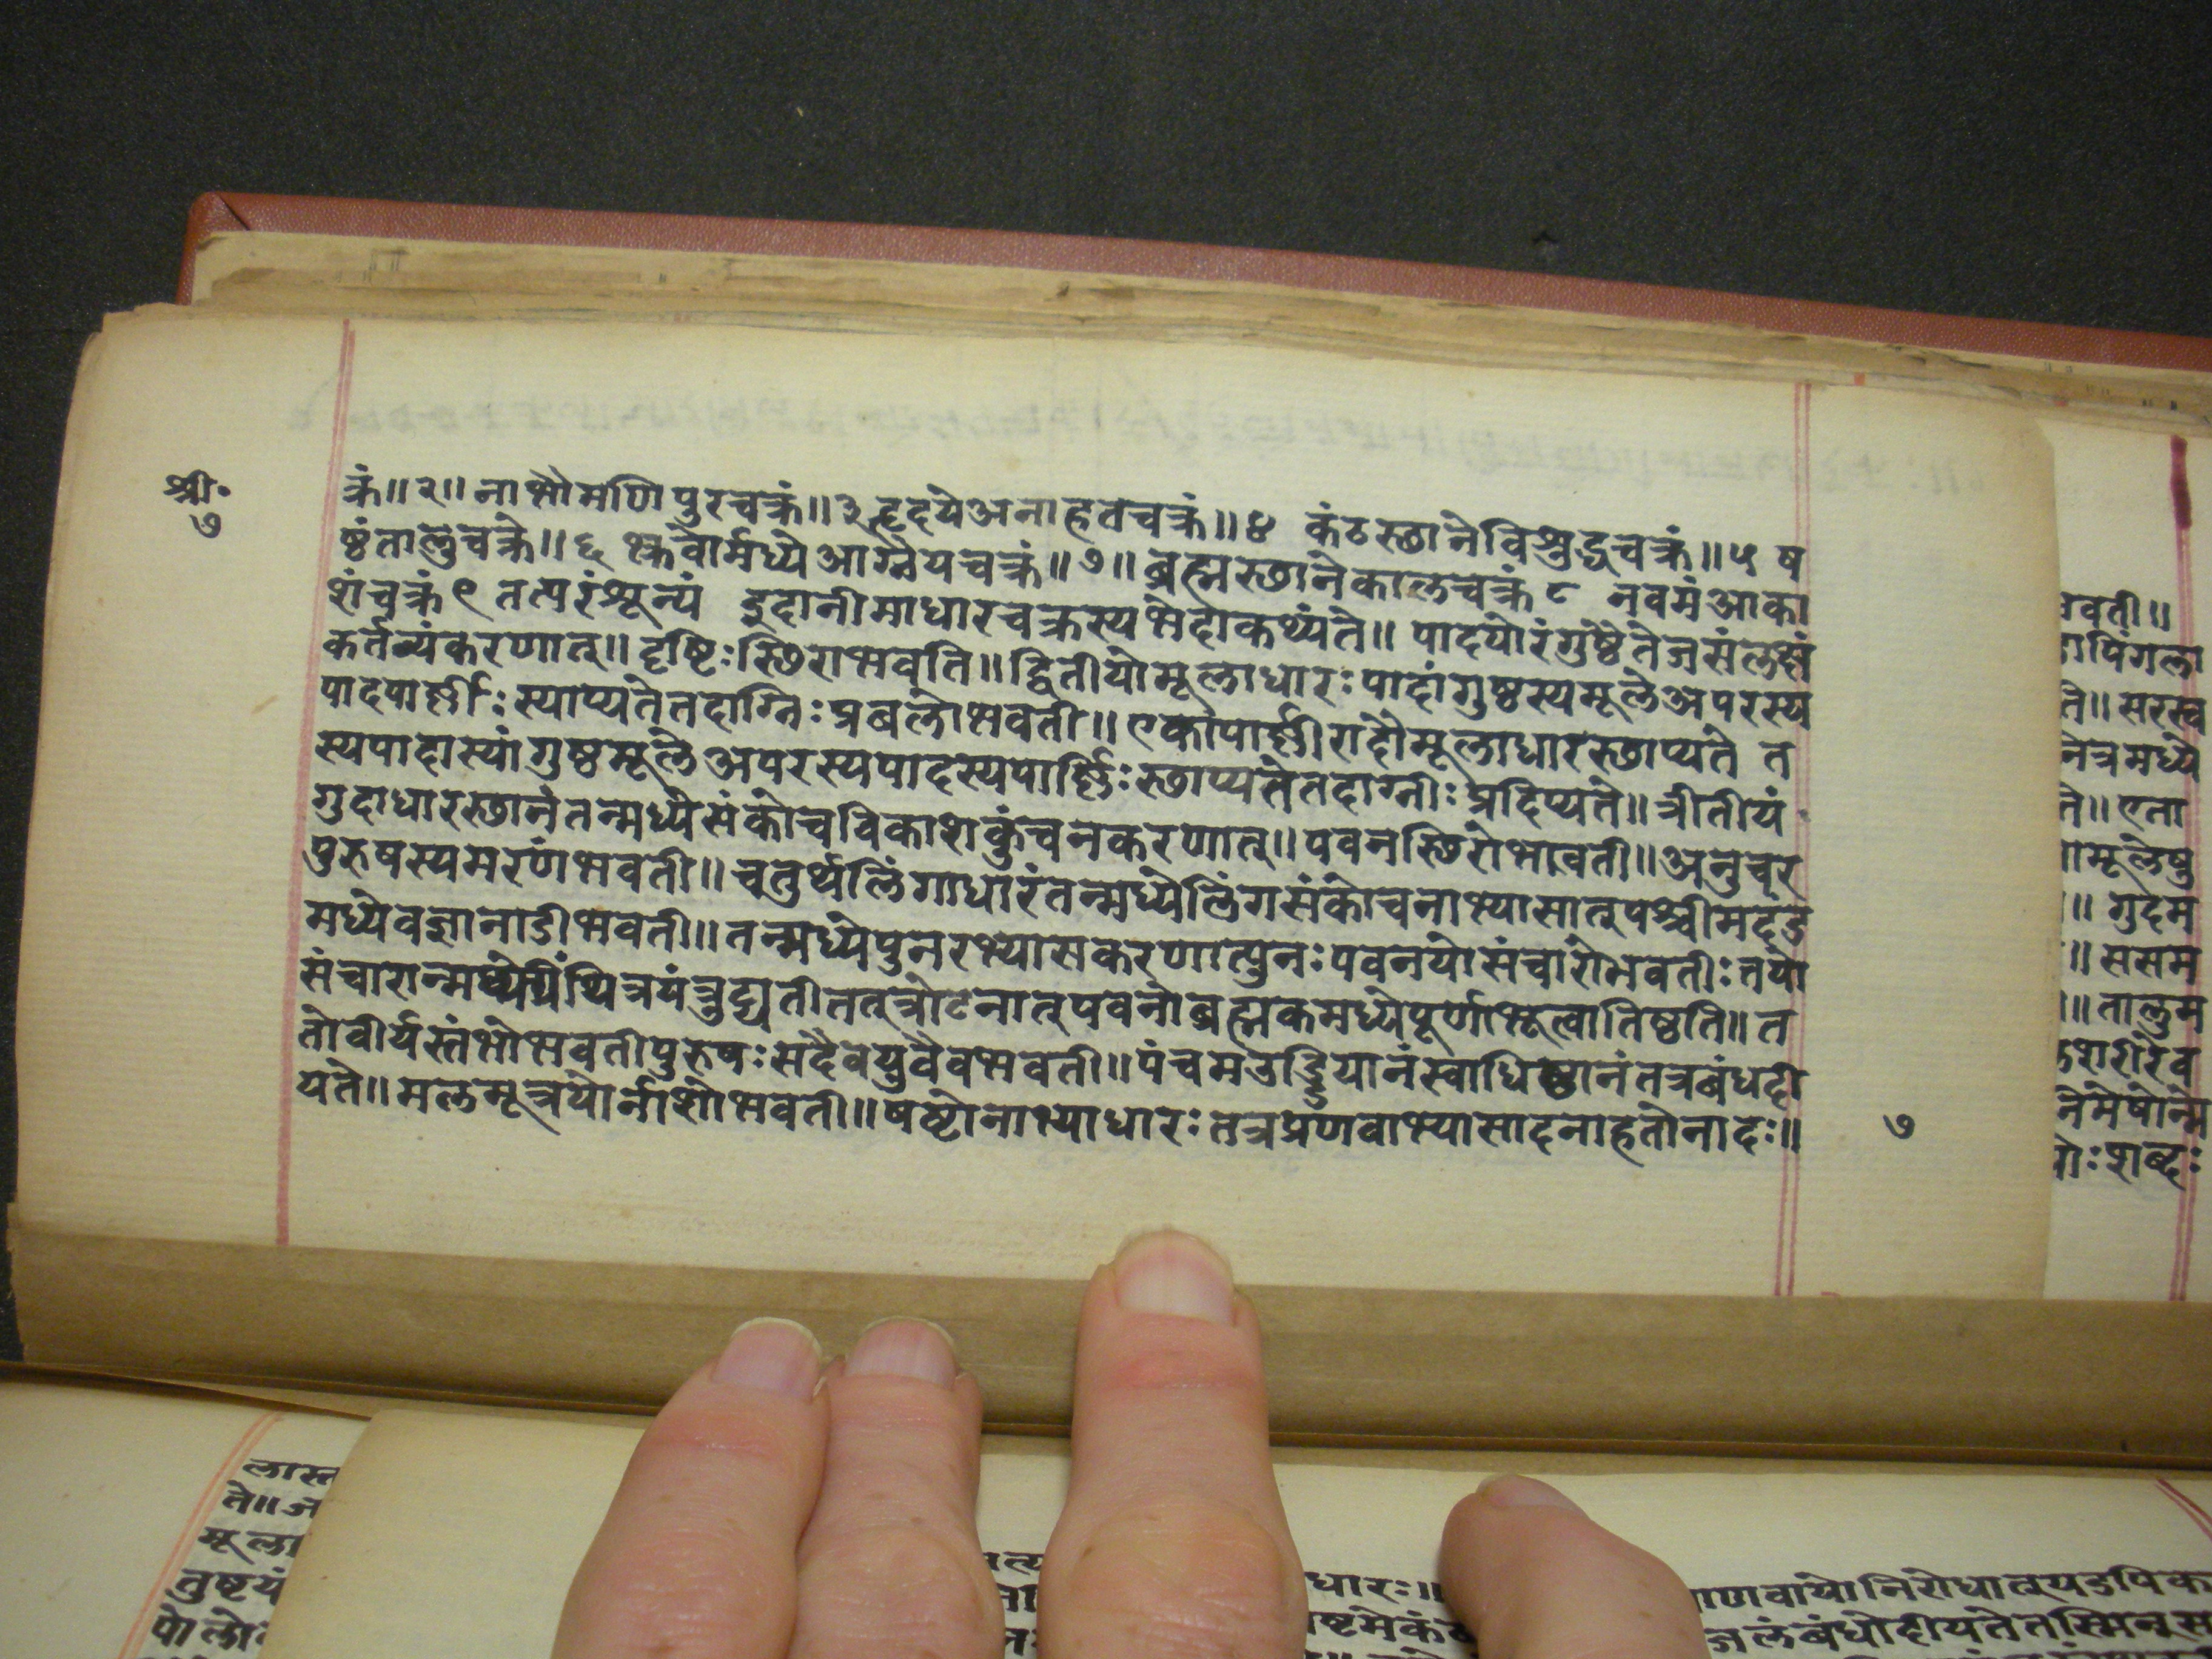 श्री॰
७
क्रं॥२॥ नाभौमणिपुरचक्रं॥३ हृदयेअनाहतचक्रं॥४ कंठस्छानेविशुद्धचक्रं॥५ ष
ष्ठंतालुचक्रं॥६ भ्रुवोर्मध्येआग्नेयचक्रं॥७॥ ब्रह्मस्छानेकालचक्रं ८ नवमंआका
शंचक्रं९ तत्परंशून्यं इदानीमाधारचक्रस्यभेदाकथ्यंते॥ पादयोरंगुष्ठेतेजसंलक्षं
कर्तव्यंकरणात्॥ दृष्टिःस्छिराभवति॥ द्वितीयोमूलाधारःपादांगुष्ठस्यमूलेअपरस्य
पादपार्ष्णीःस्याप्यतेतदाग्निःप्रबलोभवती॥ एकापार्ष्णीरादौमूलाधारस्छाप्यते त
स्यपादास्यांगुष्ठमूलेअपरस्यपादस्यपार्ष्णिःस्छाप्यतेतदाग्नीःप्रदिप्यते॥ त्रीतीयं
गुदाधारस्छानंतन्मध्येसंकोचविकाशकुंचनकरणात्॥ पवनस्छिरोभावती॥ अनुचर
पुरुषस्यमरणंभवती॥ चतुर्थलिंगाधारंतन्मध्येलिंगसंकोचनाभ्यासात्पश्चीमदंड
मध्येवज्ञानाडीभवती॥ तन्मध्येपुनरभ्यासकरणात्पुनःपवनयोसंचारोभवतीःतयो
संचारान्मध्येग्रंथित्रयंत्रुट्यतीततत्रोटनात्पवनोब्रह्मकमध्येपूर्णोभूत्वातिष्ठति॥ त
तोवीर्यस्तंभोभवतीपुरुषःसदैवयुवैवभवती॥ पंचमउड्डियानंस्वाधिष्ठानंतत्रबंधदी
यते॥ मलमूत्रयोर्नाशोभवती॥ षष्टोनाभ्याधारःतत्रप्रणवाभ्यासादनाहतोनादः॥
७
वती॥
पिंगला
॥ सरस्व
मध्ये
॥ एता
मूलेषु
॥ गुदम
॥ ससम
॥ तालुम
शरीरेव
शब्दः
लास्त
ते॥
मूला
तुष्टयं
धारः॥
वायोनिरोधात्
बंधोदीयतेतस्मिन्स